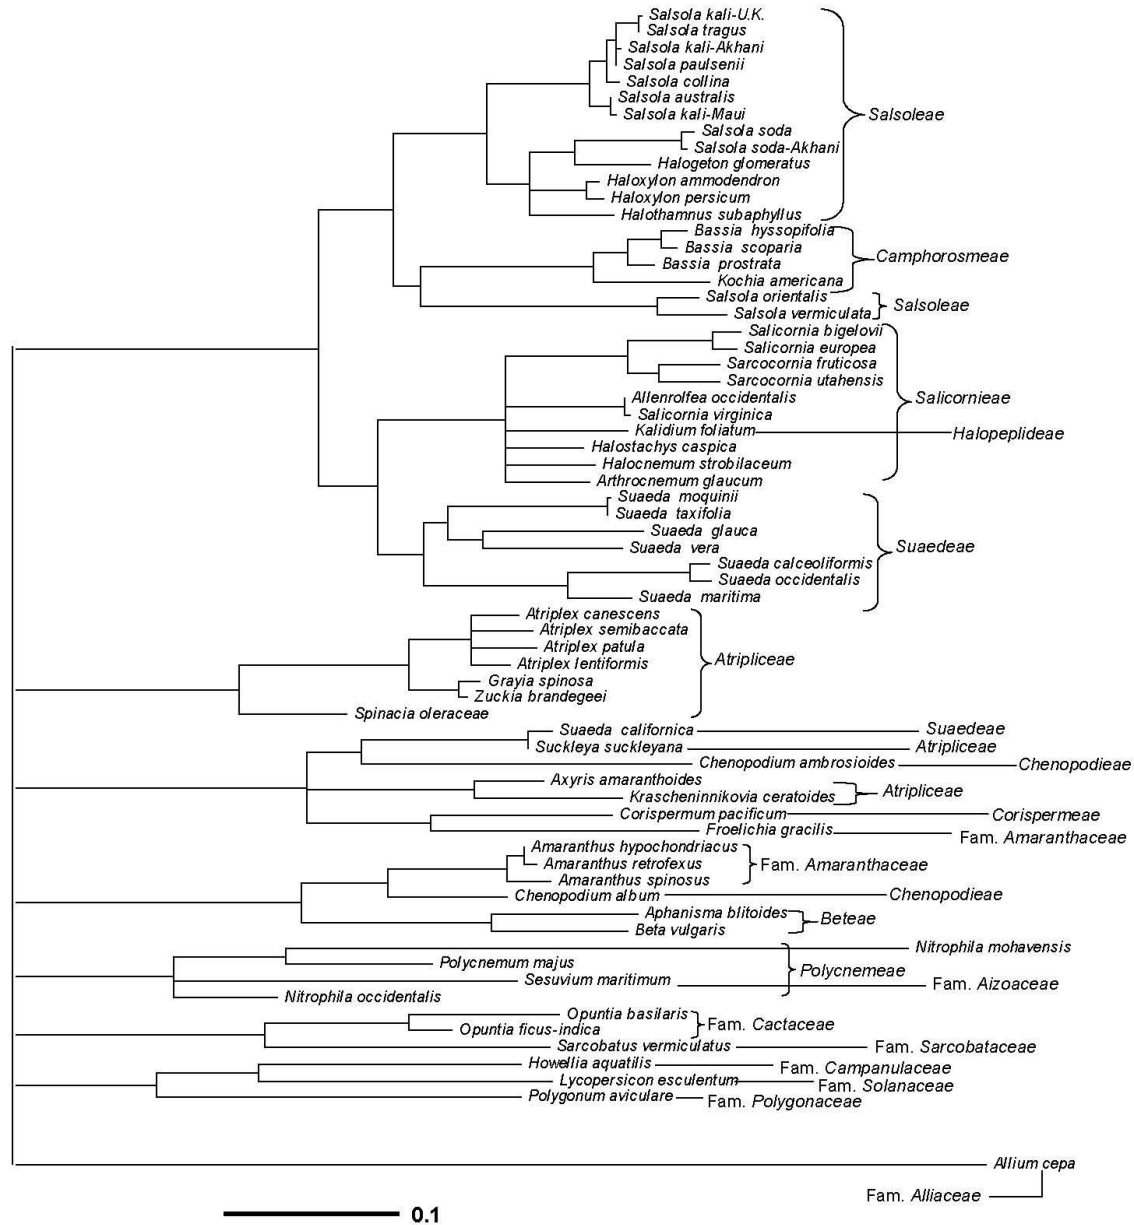 Salsola kali-U.K.
Salsola tragus
Salsola kali-Akhani
Salsola paulsenii
Salsola collina
Salsola australis
Salsola kali-Maui
Salsoleae
Salsola soda
Salsola soda-Akhani
Halogeton glomeratus
Haloxylon ammodendron
Haloxylon persicum
Halothamnus subaphyllus
Bassia hyssopifolia
Bassia scoparia
Camphorosmeae
Bassia prostrata
Kochia americana
Salsola orientalis
Salsoleae
Salsola vermiculata
Salicornia bigelovii
Salicornia europea
Sarcocornia fruticosa
Sarcocornia utahensis
Allenrolfea occidentalis
Salicornieae
Salicornia virginica
Kalidium foliatum
Halopeplideae
Halostachys caspica
Halocnemum strobilaceum
Arthrocnemum glaucum
Suaeda moquinii
Suaeda taxifolia
Suaeda glauca
Suaeda vera
Suaedeae
Suaeda calceoliformis
Suaeda occidentalis
Suaeda maritima
Atriplex canescens
Atriplex semibaccata
Atriplex patula
Atripliceae
Atriplex lentiformis
Grayia spinosa
Zuckia brandegeei
Spinacia oleraceae
Suaeda californica
Suaedeae
Suckleya suckleyana
Atripliceae
Chenopodium ambrosioides
Chenopodieae
Axyris amaranthoides
Atripliceae
Krascheninnikovia ceratoides
Corispermum pacificum
Corispermeae
Froelichia gracilis
Fam. Amaranthaceae
Amaranthus hypochondriacus
Amaranthus retrofexus
Fam. Amaranthaceae
Amaranthus spinosus
Chenopodium album
Chenopodieae
Aphanisma blitoides
Beteae
Beta vulgaris
Nitrophila mohavensis
Polycnemum majus
Polycnemeae
Sesuvium maritimum
Fam. Aizoaceae
Nitrophila occidentalis
Opuntia basilaris
Fam. Cactaceae
Opuntia ficus-indica
Sarcobatus vermiculatus
Fam. Sarcobataceae
Howellia aquatilis
Fam. Campanulaceae
Lycopersicon esculentum
Fam. Solanaceae
Polygonum aviculare
Fam. Polygonaceae
Allium cepa
Fam. Alliaceae
0.1